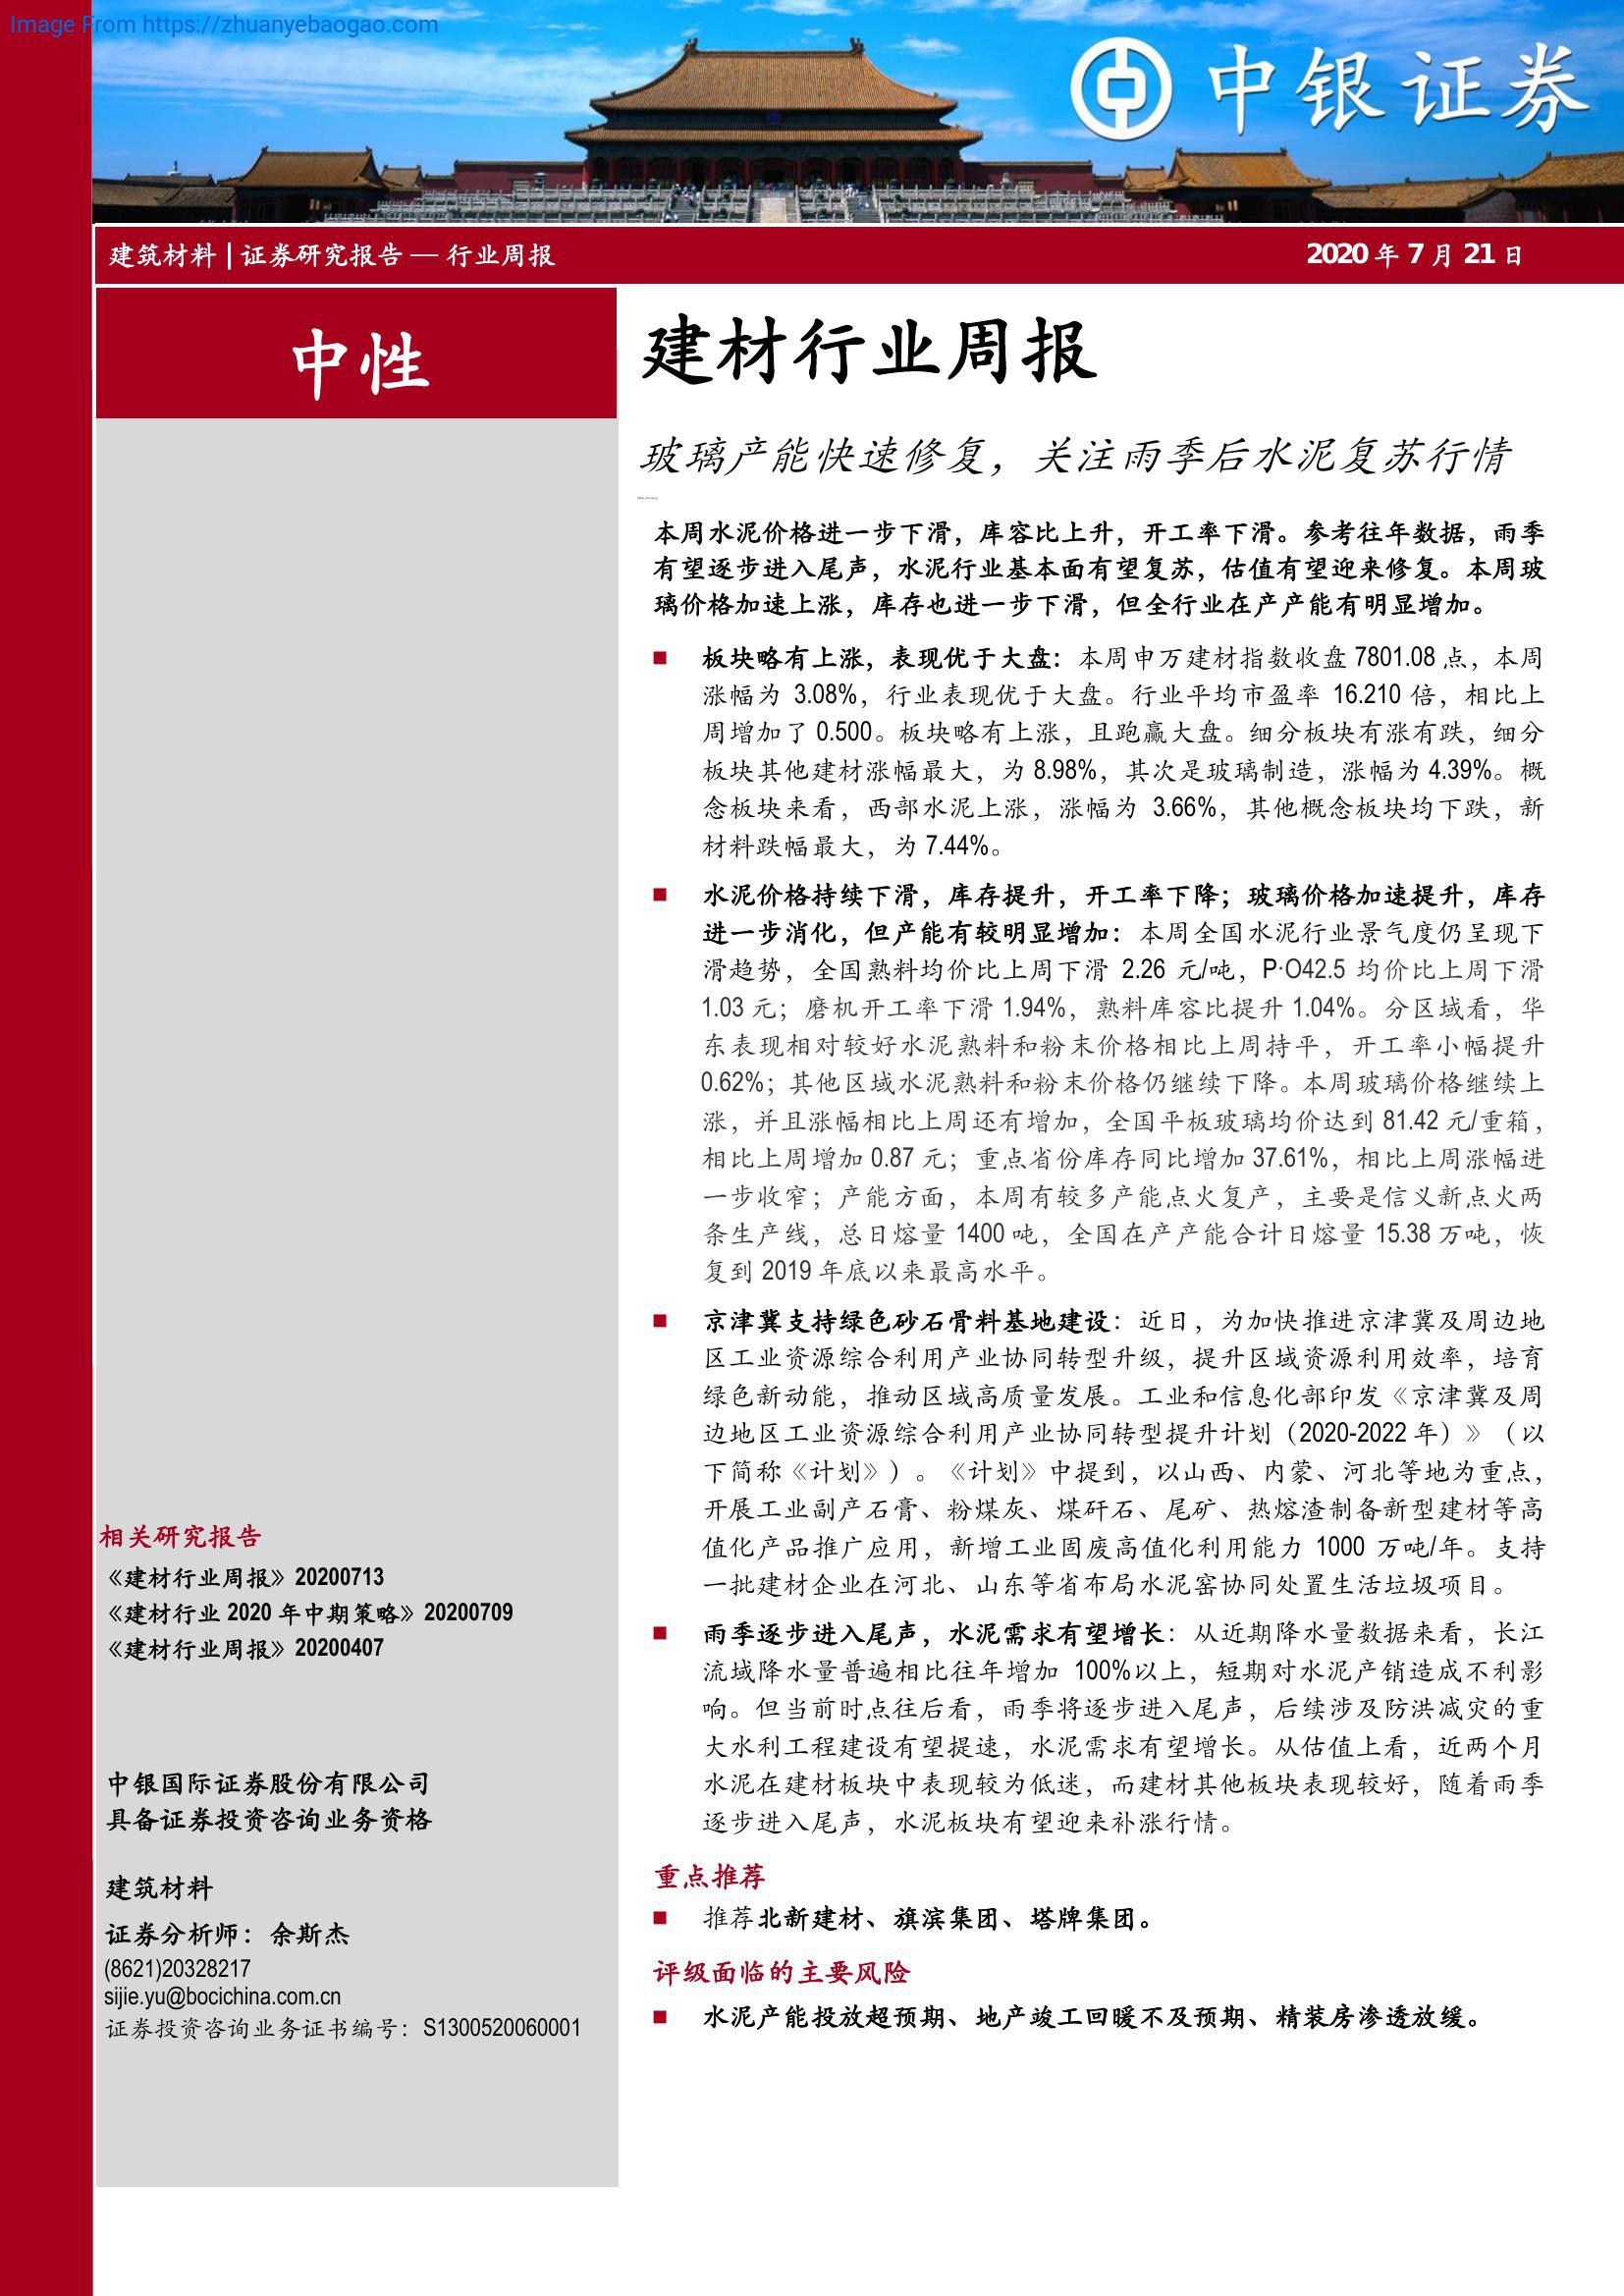 Image From https://zhuanyebaogao.com
中银证券
建筑材料 | 证券研究报告 — 行业周报
2020 年 7 月 21 日
中性
建材行业周报
玻璃产能快速修复，关注雨季后水泥复苏行情
本周水泥价格进一步下滑，库容比上升，开工率下滑。参考往年数据，雨季
有望逐步进入尾声，水泥行业基本面有望复苏，估值有望迎来修复。本周玻
璃价格加速上涨，库存也进一步下滑，但全行业在产产能有明显增加。
■ 板块略有上涨，表现优于大盘：本周申万建材指数收盘 7801.08 点，本周
涨幅为 3.08%，行业表现优于大盘。行业平均市盈率 16.210 倍，相比上
周增加了 0.500。板块略有上涨，且跑赢大盘。细分板块有涨有跌，细分
板块其他建材涨幅最大，为 8.98%，其次是玻璃制造，涨幅为 4.39%。概
念板块来看，西部水泥上涨，涨幅为 3.66%，其他概念板块均下跌，新
材料跌幅最大，为 7.44%。
■ 水泥价格持续下滑，库存提升，开工率下降；玻璃价格加速提升，库存
进一步消化，但产能有较明显增加：本周全国水泥行业景气度仍呈现下
滑趋势，全国熟料均价比上周下滑 2.26 元/吨，P·O42.5 均价比上周下滑
1.03 元；磨机开工率下滑 1.94%，熟料库容比提升 1.04%。分区域看，华
东表现相对较好水泥熟料和粉末价格相比上周持平，开工率小幅提升
0.62%；其他区域水泥熟料和粉末价格仍继续下降。本周玻璃价格继续上
涨，并且涨幅相比上周还有增加，全国平板玻璃均价达到 81.42 元/重箱，
相比上周增加 0.87 元；重点省份库存同比增加 37.61%，相比上周涨幅进
一步收窄；产能方面，本周有较多产能点火复产，主要是信义新点火两
条生产线，总日熔量 1400 吨，全国在产产能合计日熔量 15.38 万吨，恢
复到 2019 年底以来最高水平。
■ 京津冀支持绿色砂石骨料基地建设：近日，为加快推进京津冀及周边地
区工业资源综合利用产业协同转型升级，提升区域资源利用效率，培育
绿色新动能，推动区域高质量发展。工业和信息化部印发《京津冀及周
边地区工业资源综合利用产业协同转型提升计划（2020-2022 年）》（以
下简称《计划》）。《计划》中提到，以山西、内蒙、河北等地为重点，
开展工业副产石膏、粉煤灰、煤矸石、尾矿、热熔渣制备新型建材等高
值化产品推广应用，新增工业固废高值化利用能力 1000 万吨/年。支持
一批建材企业在河北、山东等省布局水泥窑协同处置生活垃圾项目。
■ 雨季逐步进入尾声，水泥需求有望增长：从近期降水量数据来看，长江
流域降水量普遍相比往年增加 100%以上，短期对水泥产销造成不利影
响。但当前时点往后看，雨季将逐步进入尾声，后续涉及防洪减灾的重
大水利工程建设有望提速，水泥需求有望增长。从估值上看，近两个月
水泥在建材板块中表现较为低迷，而建材其他板块表现较好，随着雨季
逐步进入尾声，水泥板块有望迎来补涨行情。
重点推荐
■ 推荐北新建材、旗滨集团、塔牌集团。
评级面临的主要风险
■ 水泥产能投放超预期、地产竣工回暖不及预期、精装房渗透放缓。
相关研究报告
《建材行业周报》20200713
《建材行业 2020 年中期策略》20200709
《建材行业周报》20200407
中银国际证券股份有限公司
具备证券投资咨询业务资格
建筑材料
证券分析师：余斯杰
(8621)20328217
sijie.yu@bocichina.com.cn
证券投资咨询业务证书编号：S1300520060001